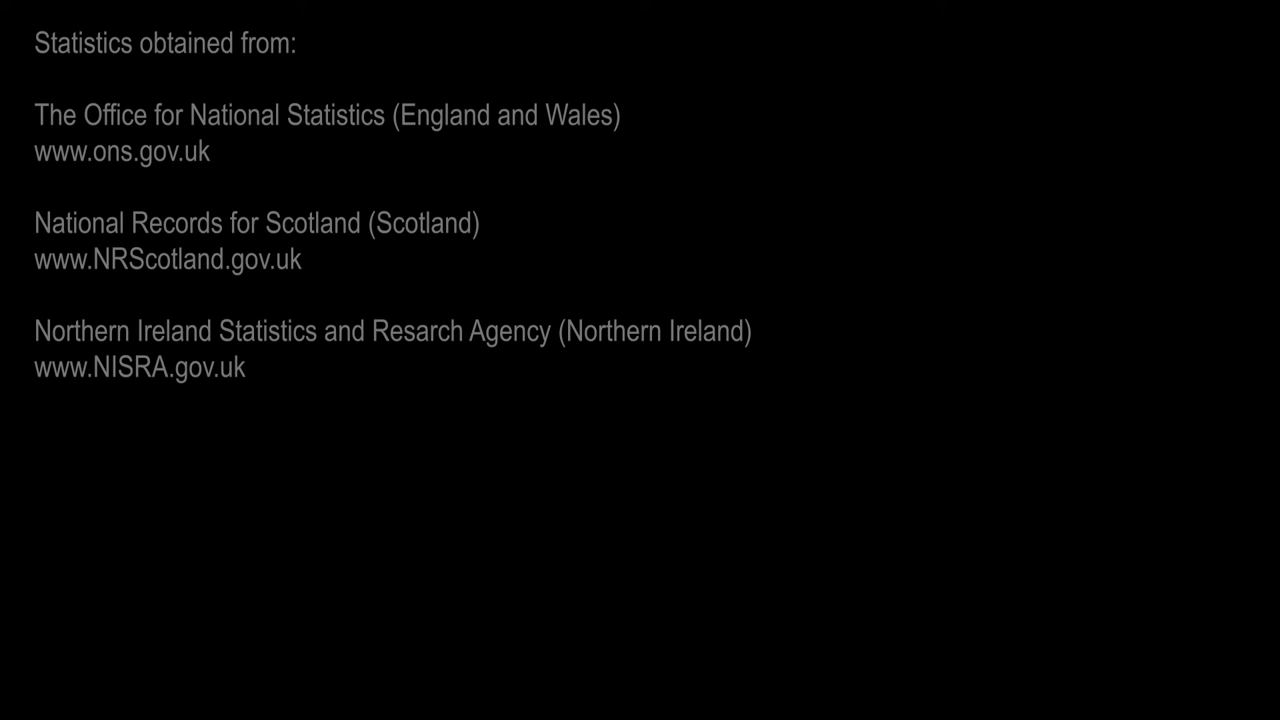 Statistics obtained from:
The Office for National Statistics (England and Wales)
www.ons.gov.uk
National Records for Scotland (Scotland)
www.NRScotland.gov.uk
Northern Ireland Statistics and Resarch Agency (Northern Ireland)
www.NISRA.gov.uk